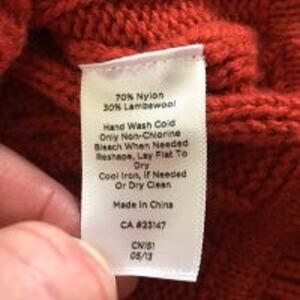 70% Nylon
30% Lambswool
Hand Wash Cold
Only Non-Chlorine
Bleach When Needed
Reshape, Lay Flat To
Dry
Cool Iron, If Needed
Or Dry Clean
Made in China
CA #23147
CN151
05/13